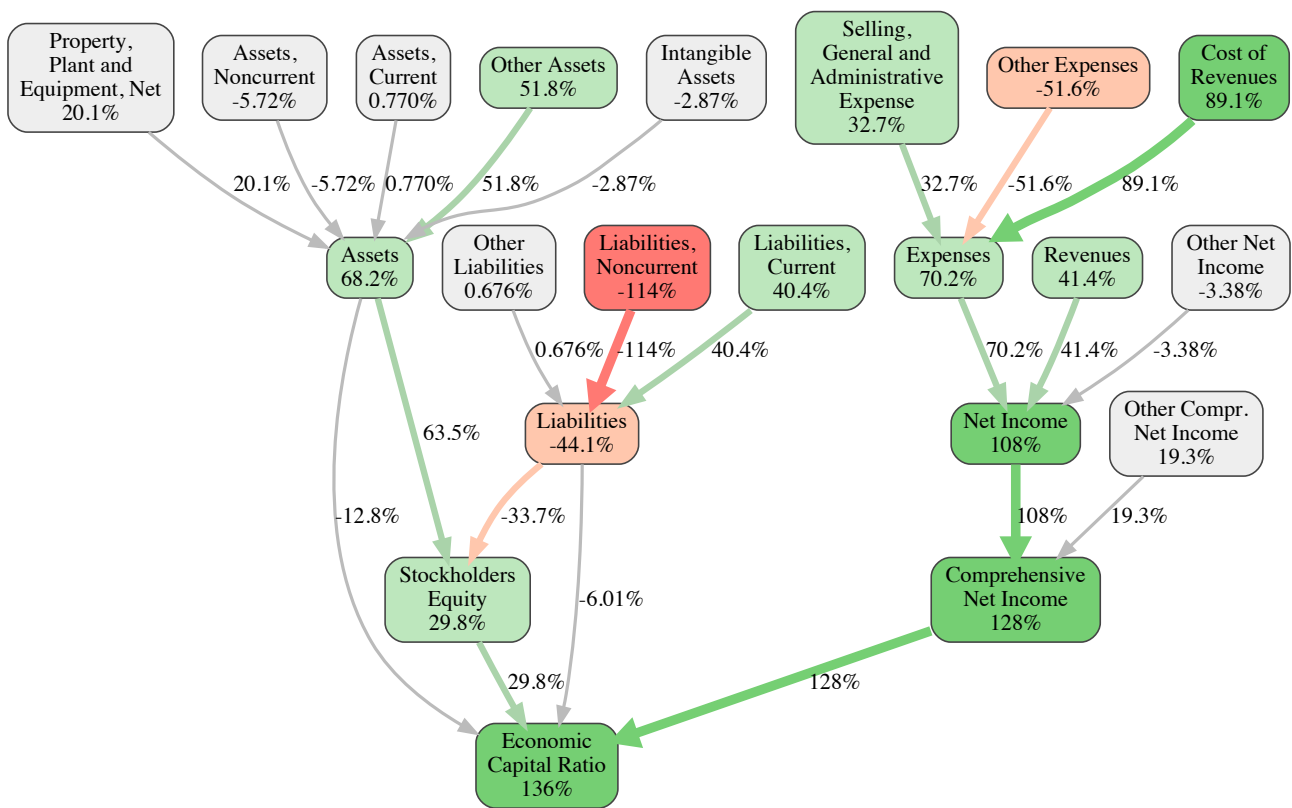 Property,
Plant and
Equipment, Net
20.1%
Assets,
Noncurrent
-5.72%
Assets,
Current
0.770%
Other Assets
51.8%
Intangible
Assets
-2.87%
Selling,
General and
Administrative
Expense
32.7%
Other Expenses
-51.6%
Cost of
Revenues
89.1%
20.1%
-5.72%
0.770%
51.8%
-2.87%
32.7%
-51.6%
89.1%
Assets
68.2%
Other
Liabilities
0.676%
Liabilities,
Noncurrent
-114%
Liabilities,
Current
40.4%
Expenses
70.2%
Revenues
41.4%
Other Net
Income
-3.38%
0.676%
-114%
40.4%
70.2%
41.4%
-3.38%
63.5%
Liabilities
-44.1%
Net Income
108%
Other Compr.
Net Income
19.3%
-12.8%
-33.7%
108%
19.3%
Stockholders
Equity
29.8%
-6.01%
Comprehensive
Net Income
128%
29.8%
128%
Economic
Capital Ratio
136%